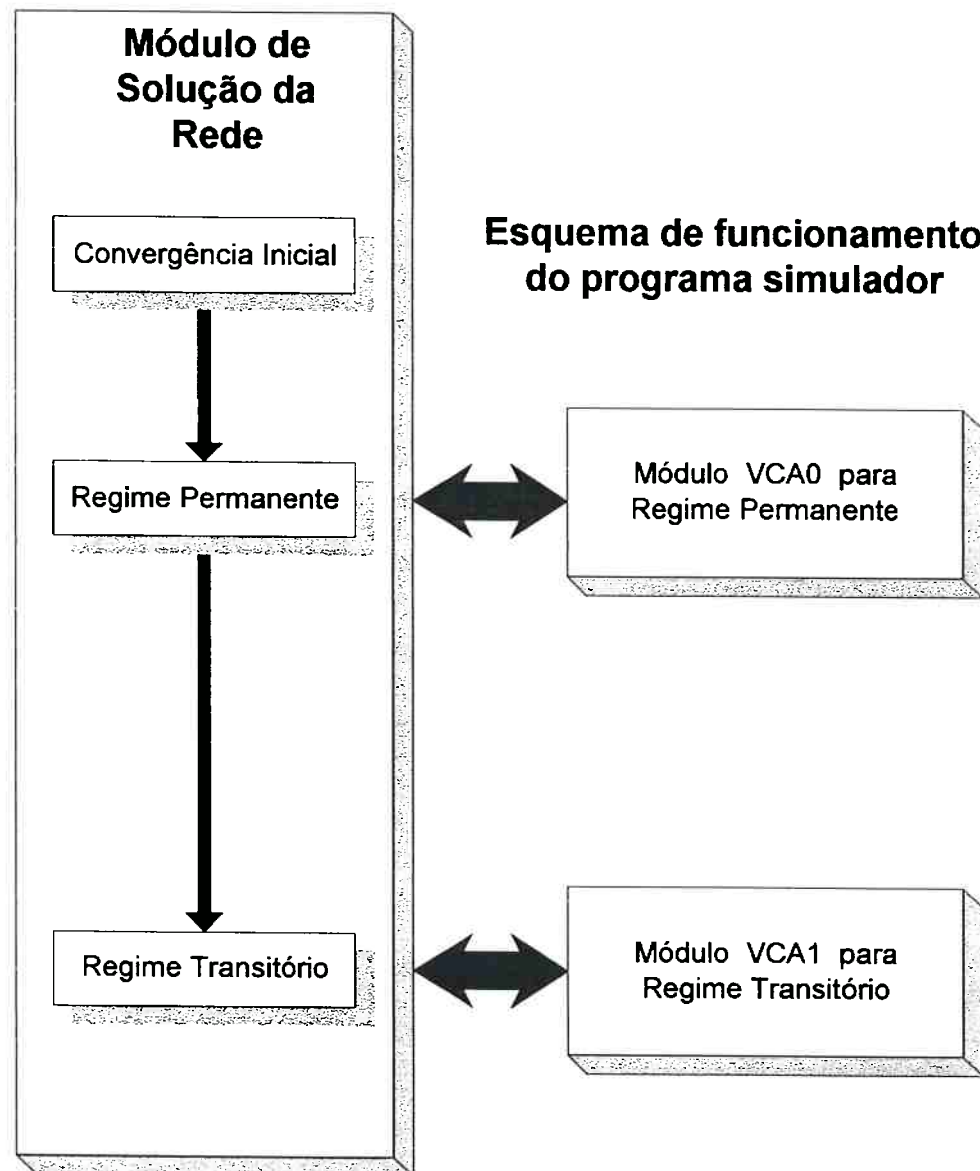 Módulo de
Solução da
Rede
Convergência Inicial
Esquema de funcionamento
do programa simulador
Regime Permanente
Módulo VCA0 para
Regime Permanente
Regime Transitório
Módulo VCA1 para
Regime Transitório